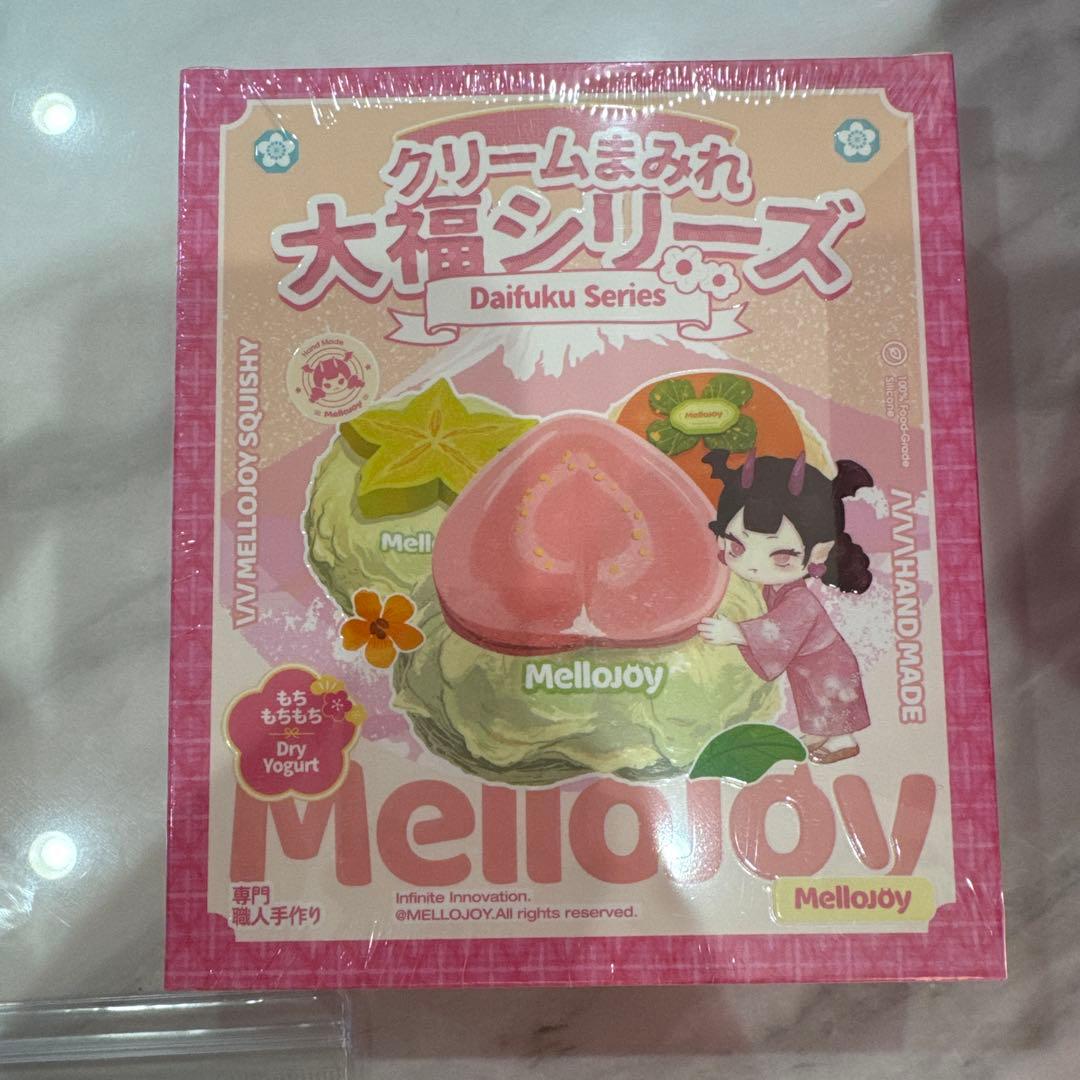 クリームまみれ
大福シリーズ
Daifuku Series
Hand Made
MelloJoy
MELLOJOY SQUISHY
100% Food-Grade
Silicone
MelloJoy
Mell
HAND MADE
MelloJoy
もち
もちもち
Dry
Yogurt
MelloJoy
専門
職人手作り
Infinite Innovation.
@MELLOJOY.All rights reserved.
MelloJoy